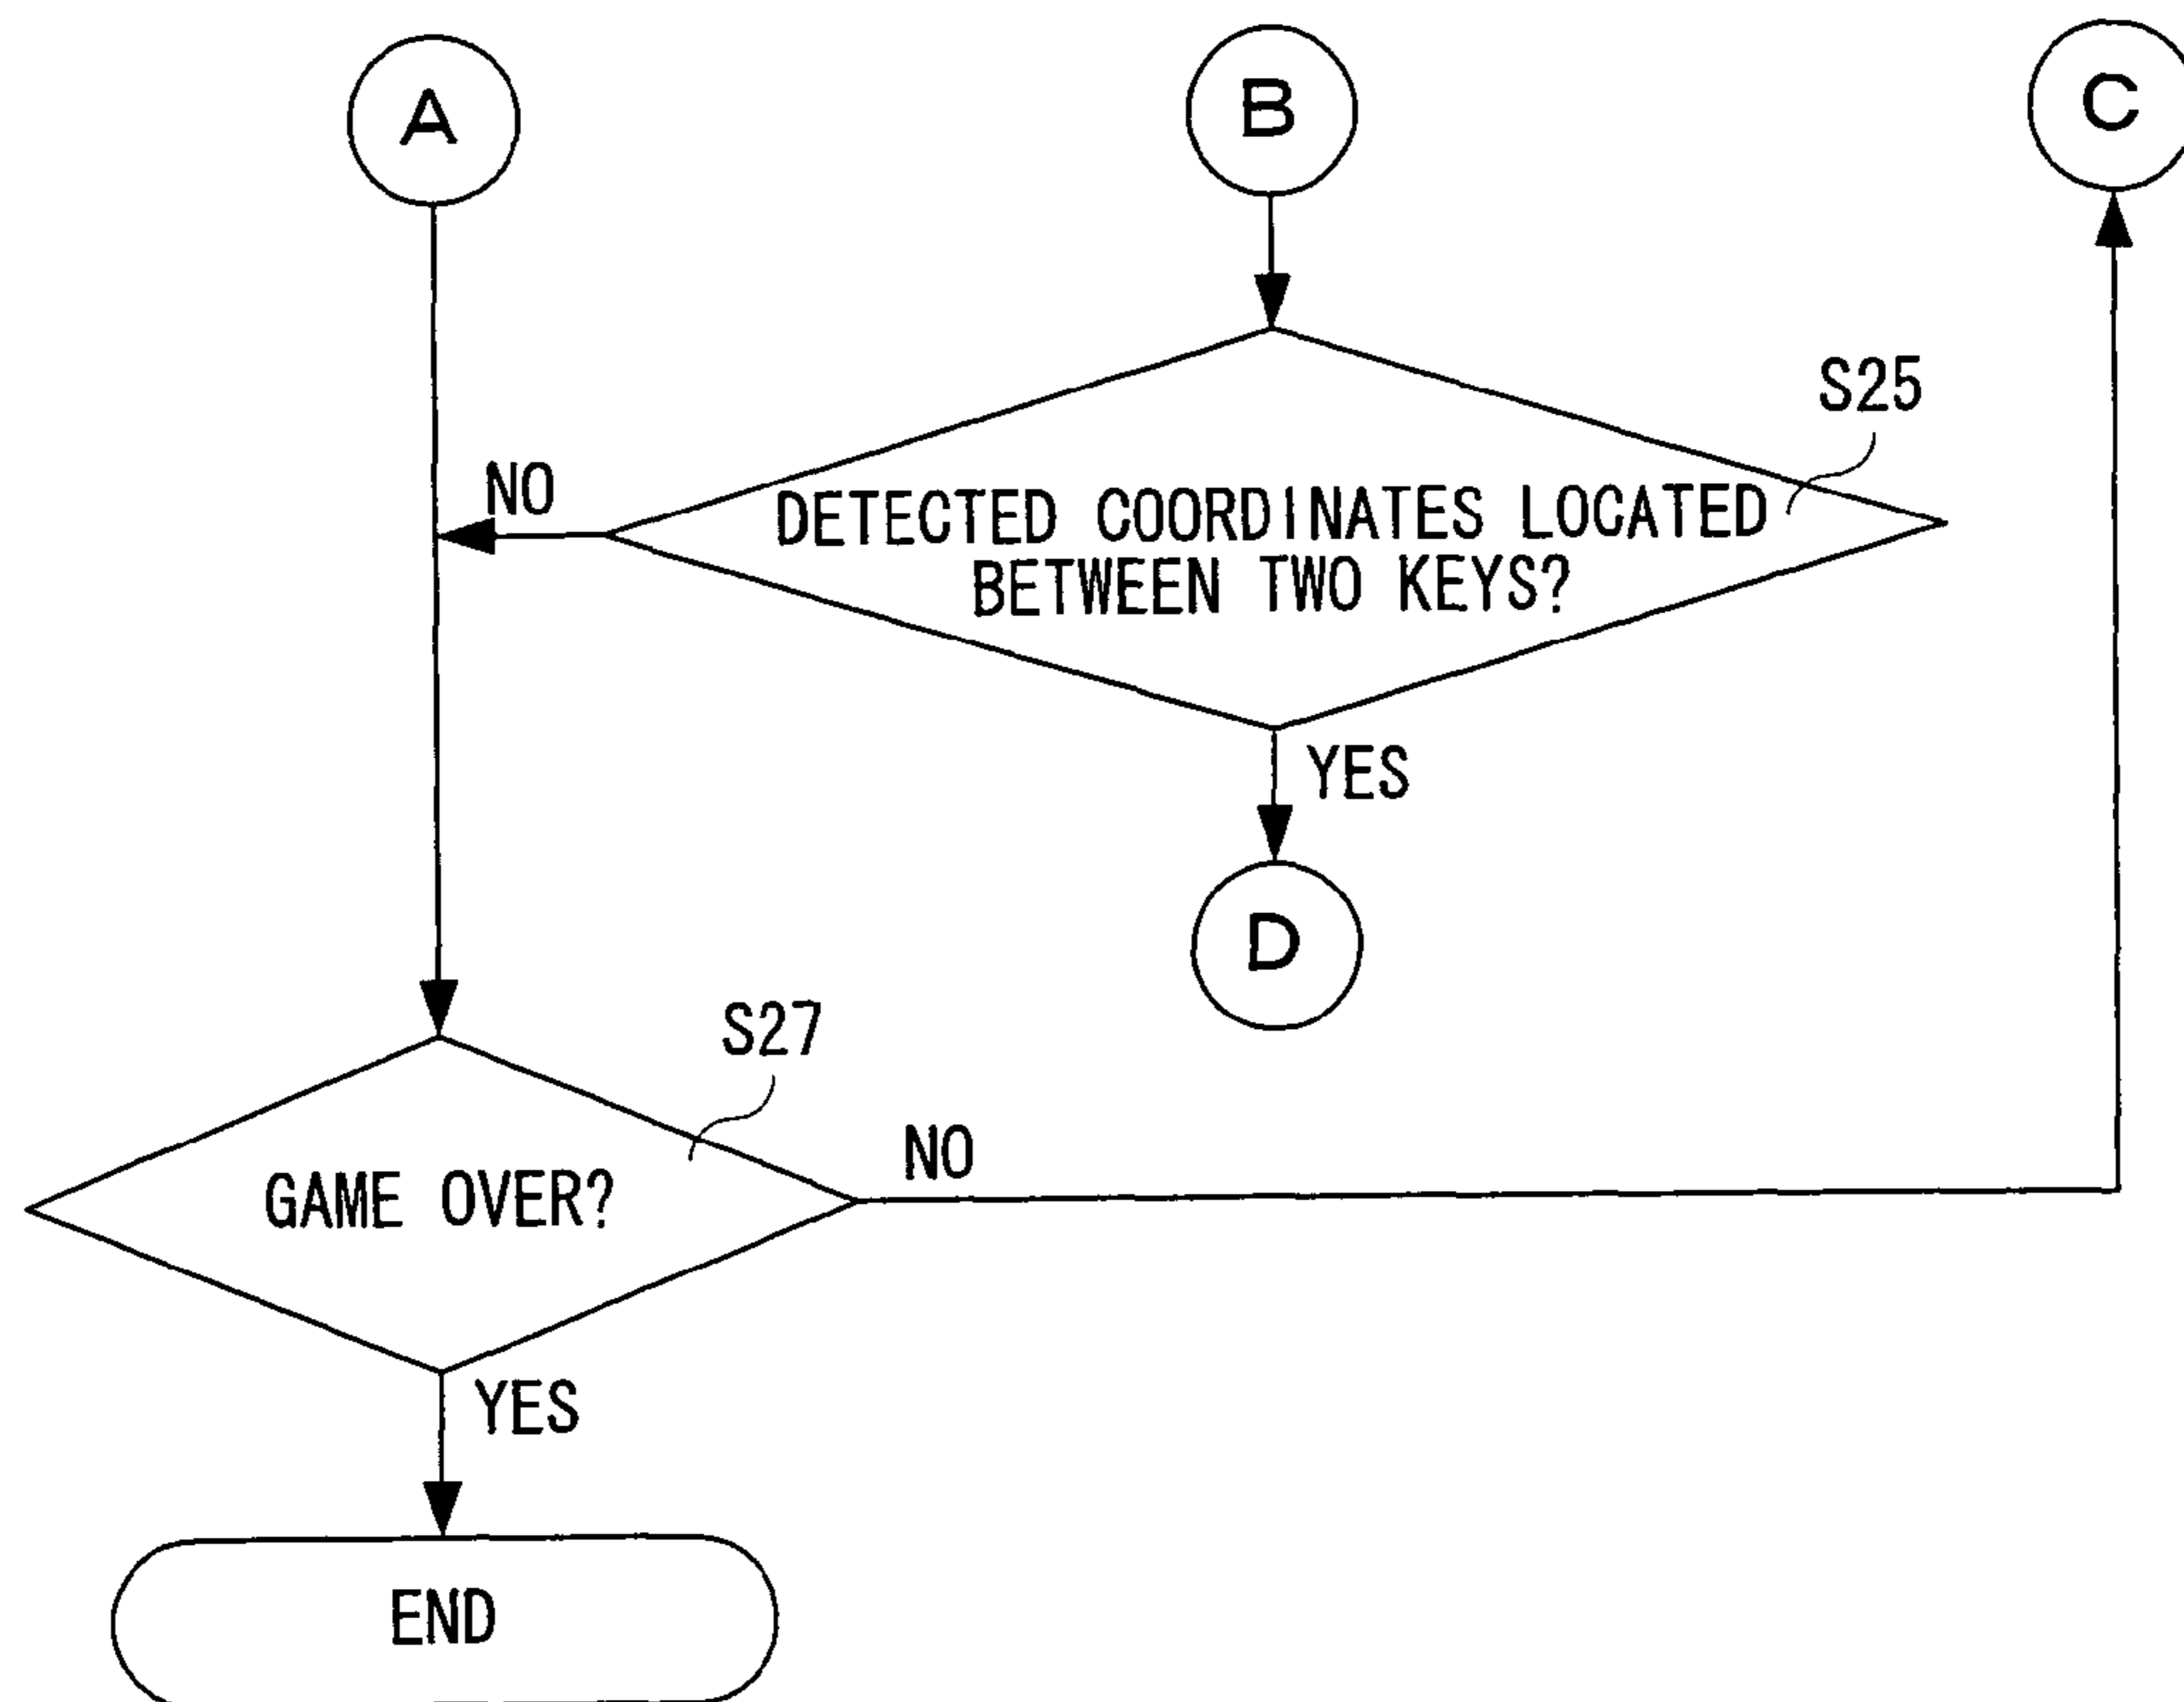 A
B
C
S25
NO
DETECTED COORDINATES LOCATED
BETWEEN TWO KEYS?
YES
D
S27
NO
GAME OVER?
YES
END